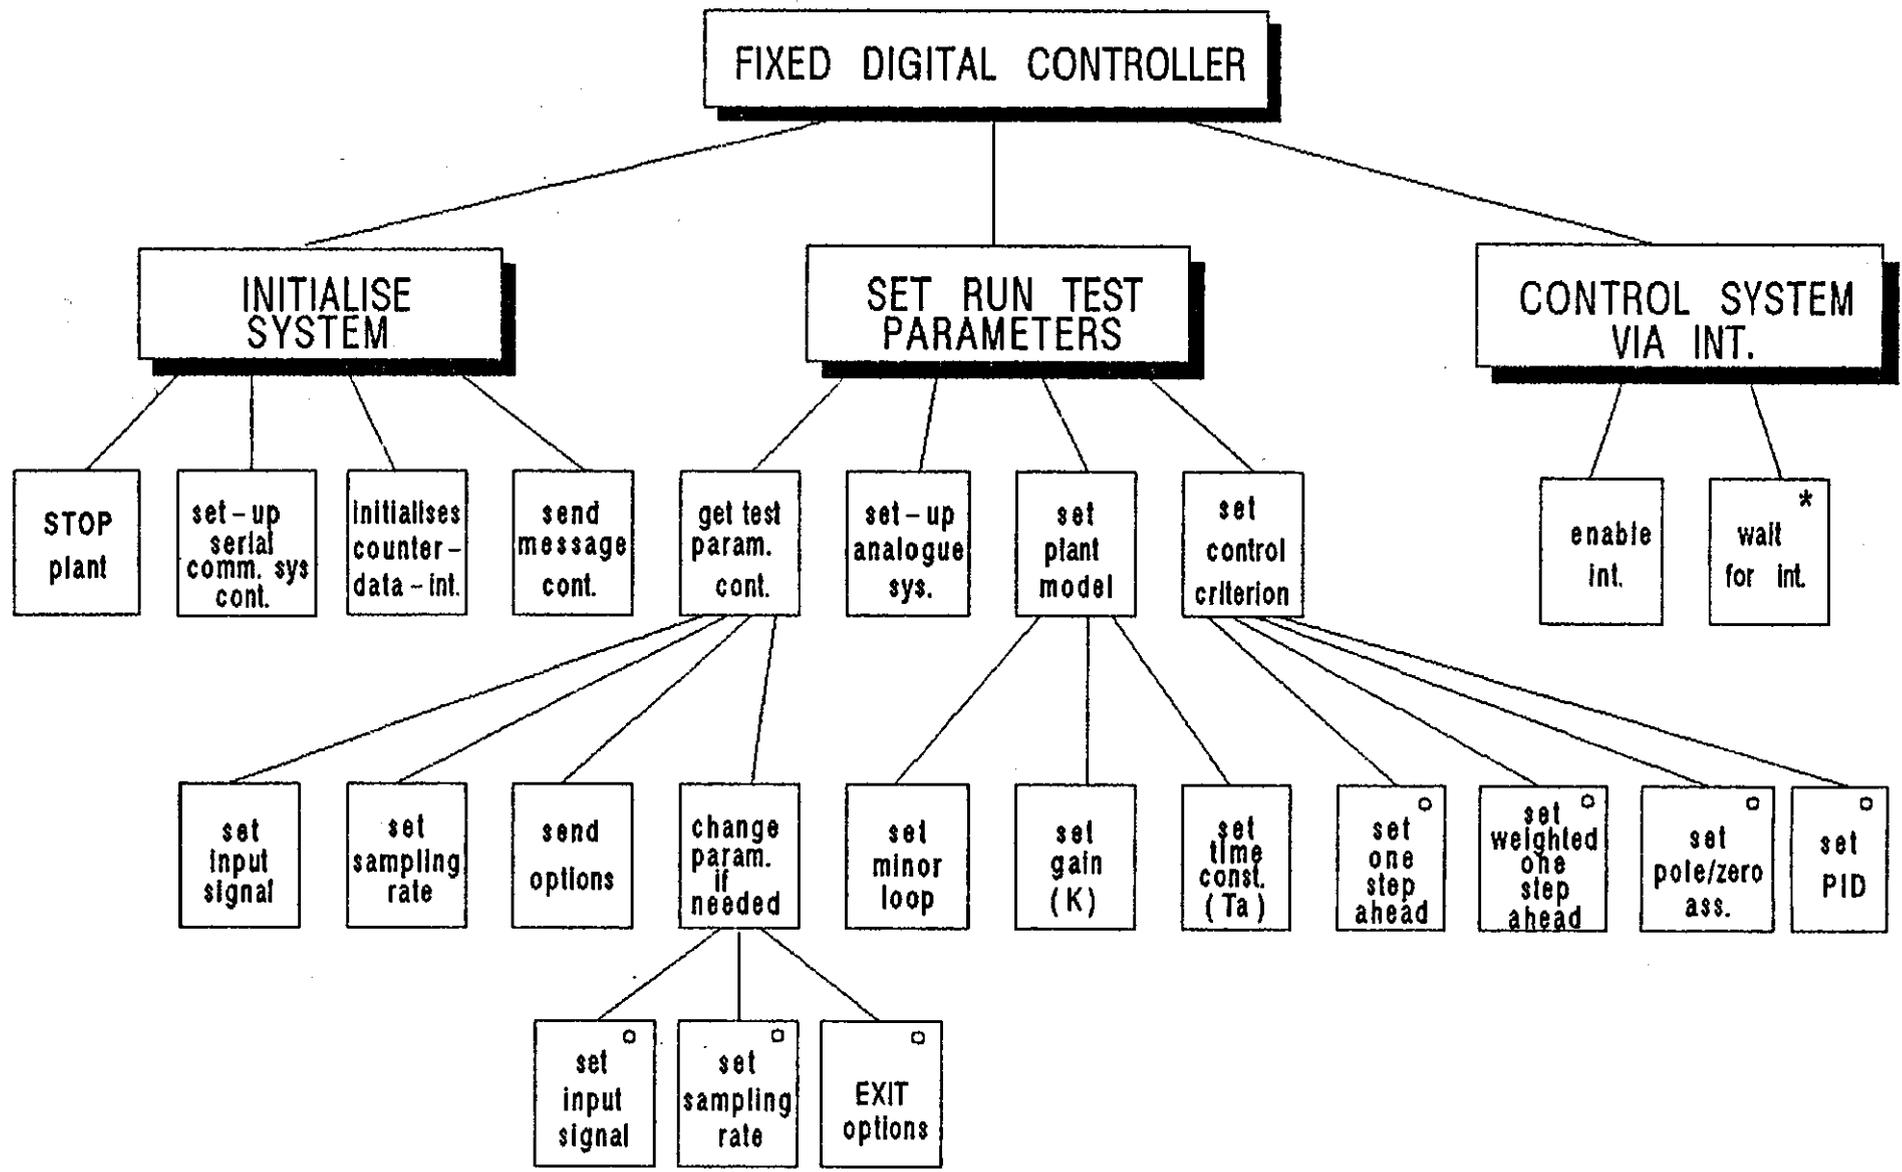 FIXED DIGITAL CONTROLLER
INITIALISE
SYSTEM
SET RUN TEST
PARAMETERS
CONTROL SYSTEM
VIA INT.
STOP
plant
set-up
serial
comm. sys
cont.
initialises
counter-
data-int.
send
message
cont.
get test
param.
cont.
set-up
analogue
sys.
set
plant
model
set
control
criterion
enable
int.
*
wait
for int.
set
input
signal
set
sampling
rate
send
options
change
param.
if
needed
set
minor
loop
set
gain
(K)
set
time
const.
(Ta)
set
one
step
ahead
set
weighted
one
step
ahead
set
pole/zero
ass.
set
PID
set
input
signal
set
sampling
rate
EXIT
options